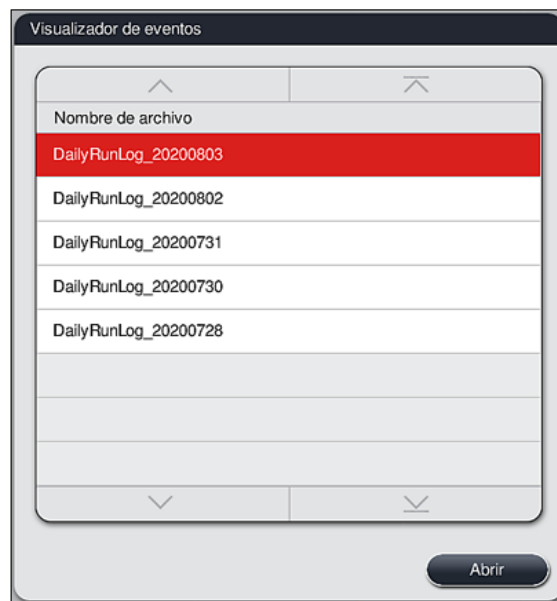 Visualizador de eventos
Nombre de archivo
DailyRunLog_20200803
DailyRunLog_20200802
DailyRunLog_20200731
DailyRunLog_20200730
DailyRunLog_20200728
Abrir